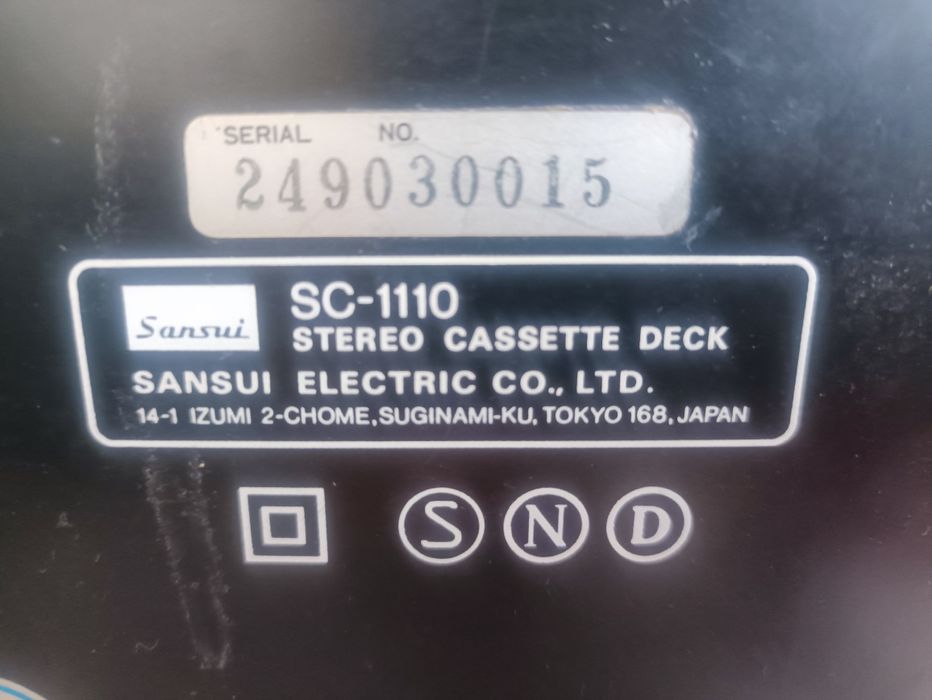 SERIAL NO.
249030015
Sansui
SC-1110
STEREO CASSETTE DECK
SANSUI ELECTRIC CO., LTD.
14-1 IZUMI 2-CHOME, SUGINAMI-KU, TOKYO 168, JAPAN
S N D